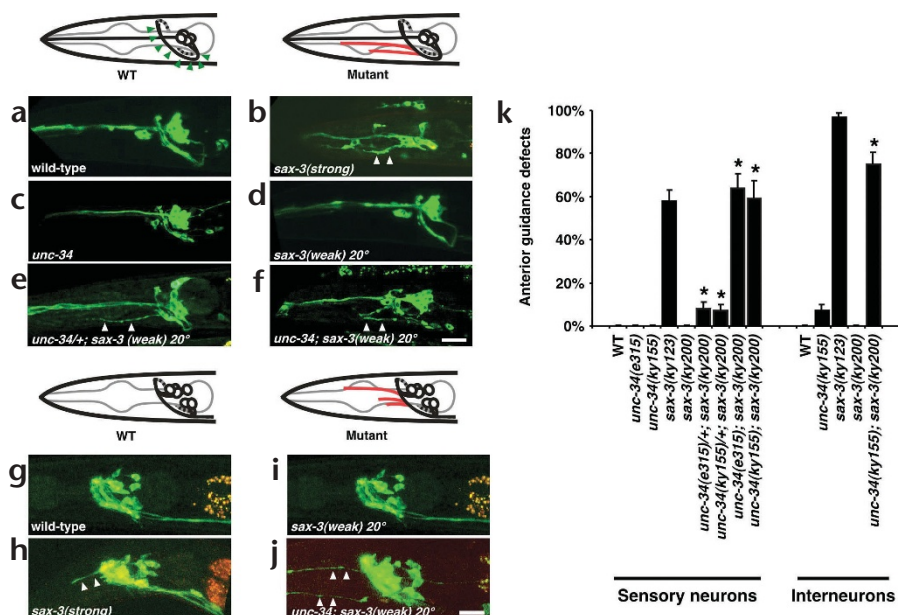 WT
Mutant
a
wild-type
b
sax-3(strong)
c
unc-34
d
sax-3(weak) 20°
e
unc-34/+; sax-3 (weak) 20°
f
unc-34; sax-3(weak) 20°
WT
Mutant
g
wild-type
i
sax-3(weak) 20°
h
sax-3(strong)
j
unc-34; sax-3(weak) 20°
k
Anterior guidance defects
100%
80%
60%
40%
20%
0%
* * * * *
WT
unc-34(e315)
unc-34(ky155)
sax-3(ky123)
sax-3(ky200)
unc-34(e315)/+; sax-3(ky200)
unc-34(ky155)/+; sax-3(ky200)
unc-34(e315); sax-3(ky200)
unc-34(ky155); sax-3(ky200)
WT
unc-34(ky155)
sax-3(ky123)
sax-3(ky200)
unc-34(ky155); sax-3(ky200)
Sensory neurons
Interneurons